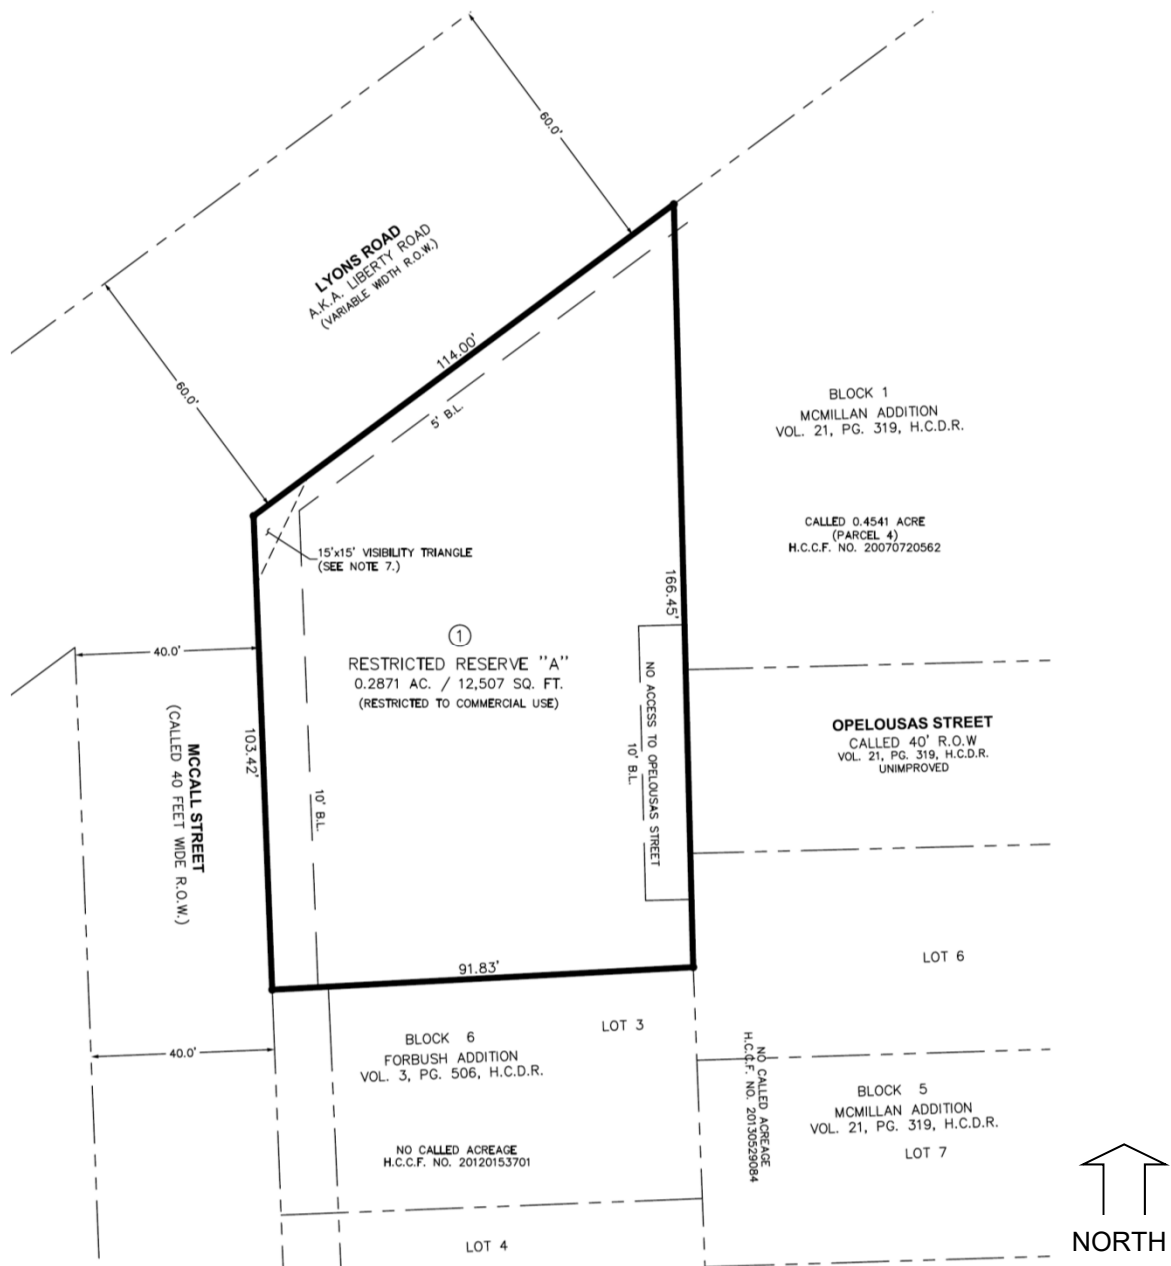 60.0'
LYONS ROAD
A.K.A. LIBERTY ROAD
(VARIABLE WIDTH R.O.W.)
60.0'
114.00'
5' B.L.
BLOCK 1
MCMILLAN ADDITION
VOL. 21, PG. 319, H.C.D.R.
CALLED 0.4541 ACRE
(PARCEL 4)
H.C.C.F. NO. 20070720562
15'x15' VISIBILITY TRIANGLE
(SEE NOTE 7.)
166.45'
40.0'
1
RESTRICTED RESERVE "A"
0.2871 AC. / 12,507 SQ. FT.
(RESTRICTED TO COMMERCIAL USE)
NO ACCESS TO OPELOUSAS STREET
10' B.L.
OPELOUSAS STREET
CALLED 40' R.O.W
VOL. 21, PG. 319, H.C.D.R.
UNIMPROVED
MCCALL STREET
(CALLED 40 FEET WIDE R.O.W.)
103.42'
10' B.L.
91.83'
LOT 6
LOT 3
BLOCK 6
FORBUSH ADDITION
VOL. 3, PG. 506, H.C.D.R.
40.0'
NO CALLED ACREAGE
H.C.C.F. NO. 20130529084
BLOCK 5
MCMILLAN ADDITION
VOL. 21, PG. 319, H.C.D.R.
LOT 7
NO CALLED ACREAGE
H.C.C.F. NO. 20120153701
LOT 4
NORTH